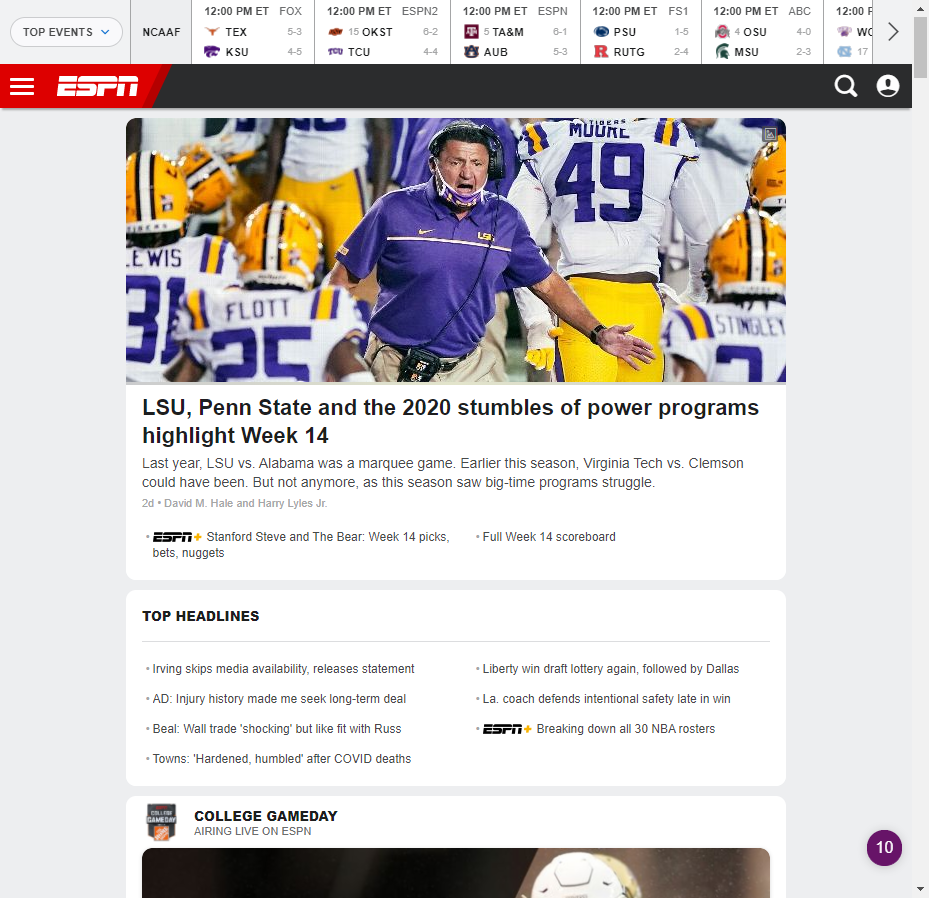 TOP EVENTS
NCAAF
12:00 PM ET FOX
TEX 5-3
KSU 4-5
12:00 PM ET ESPN2
15 OKST 6-2
TCU 4-4
12:00 PM ET ESPN
5 TA&M 6-1
AUB 5-3
12:00 PM ET FS1
PSU 1-5
RUTG 2-4
12:00 PM ET ABC
4 OSU 4-0
MSU 2-3
12:00
17
ESPN
TIGERS
MOORE
49
LEWIS
31
FLOTT
25
LSU
STINGLEY
LSU, Penn State and the 2020 stumbles of power programs
highlight Week 14
Last year, LSU vs. Alabama was a marquee game. Earlier this season, Virginia Tech vs. Clemson
could have been. But not anymore, as this season saw big-time programs struggle.
2d • David M. Hale and Harry Lyles Jr.
• ESPN+ Stanford Steve and The Bear: Week 14 picks,
bets, nuggets
• Full Week 14 scoreboard
TOP HEADLINES
• Irving skips media availability, releases statement
• AD: Injury history made me seek long-term deal
• Beal: Wall trade 'shocking' but like fit with Russ
• Towns: 'Hardened, humbled' after COVID deaths
• Liberty win draft lottery again, followed by Dallas
• La. coach defends intentional safety late in win
• ESPN+ Breaking down all 30 NBA rosters
COLLEGE
GAMEDAY
COLLEGE GAMEDAY
AIRING LIVE ON ESPN
10